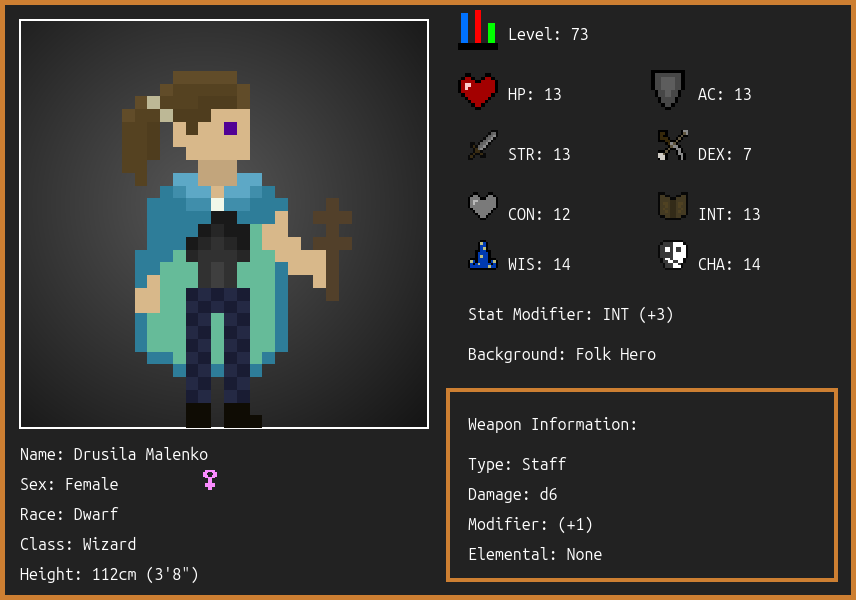 Level: 73
HP: 13
AC: 13
STR: 13
DEX: 7
CON: 12
INT: 13
WIS: 14
CHA: 14
Stat Modifier: INT (+3)
Background: Folk Hero
Weapon Information:
Type: Staff
Damage: d6
Modifier: (+1)
Elemental: None
Name: Drusila Malenko
Sex: Female
Race: Dwarf
Class: Wizard
Height: 112cm (3'8")